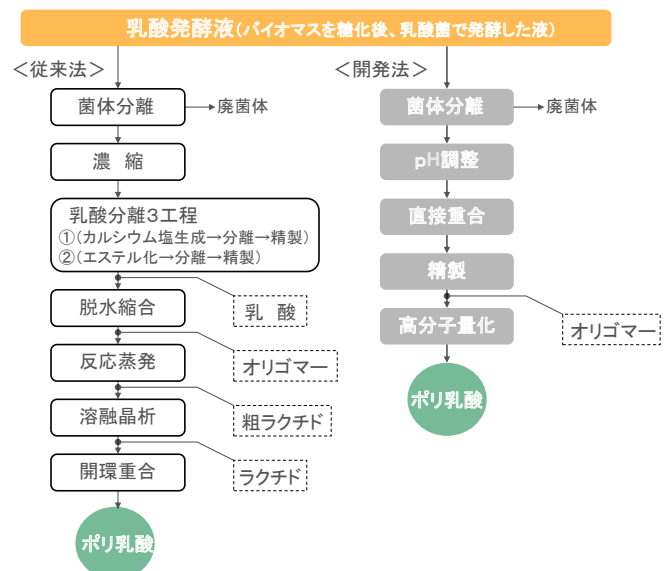 乳酸発酵液(バイオマスを糖化後、乳酸菌で発酵した液)
＜従来法＞
菌体分離
廃菌体
濃 縮
乳酸分離3工程
①(カルシウム塩生成→分離→精製)
②(エステル化→分離→精製)
乳 酸
脱水縮合
オリゴマー
反応蒸発
粗ラクチド
溶融晶析
ラクチド
開環重合
ポリ乳酸
＜開発法＞
菌体分離
廃菌体
pH調整
直接重合
精製
オリゴマー
高分子量化
ポリ乳酸